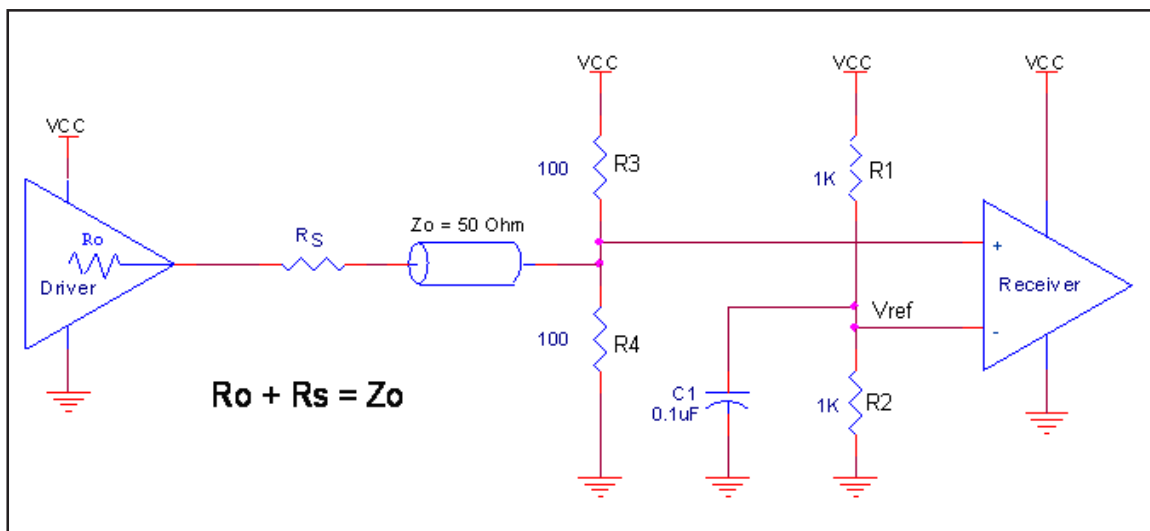 VCC
VCC
VCC
VCC
R3
100
R1
1K
Zo = 50 Ohm
Ro
RS
+
Driver
Receiver
Vref
-
R4
100
C1
0.1uF
R2
1K
Ro + Rs = Zo